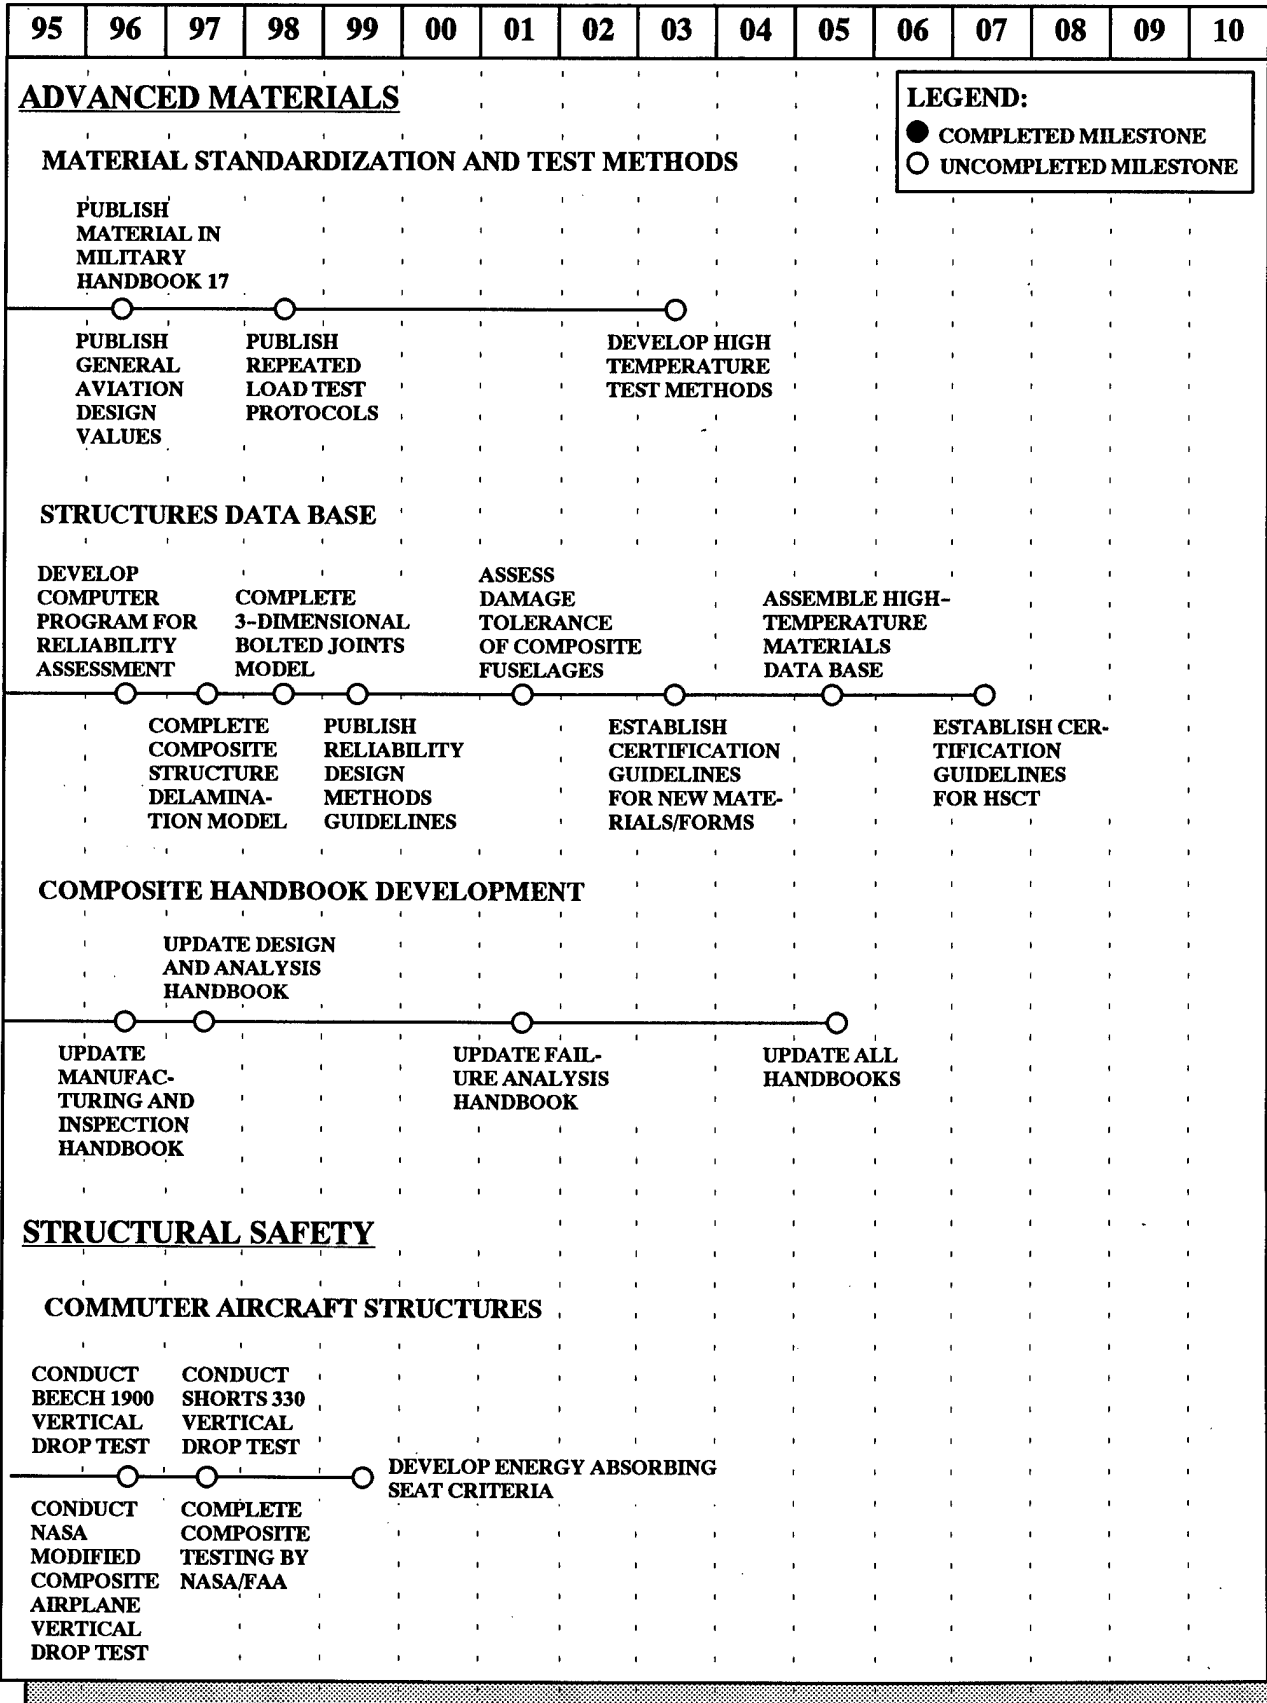 95 96 97 98 99 00 01 02 03 04 05 06 07 08 09 10
ADVANCED MATERIALS
LEGEND:
COMPLETED MILESTONE
UNCOMPLETED MILESTONE
MATERIAL STANDARDIZATION AND TEST METHODS
PUBLISH
MATERIAL IN
MILITARY
HANDBOOK 17
PUBLISH
GENERAL
AVIATION
DESIGN
VALUES
PUBLISH
REPEATED
LOAD TEST
PROTOCOLS
DEVELOP HIGH
TEMPERATURE
TEST METHODS
STRUCTURES DATA BASE
DEVELOP
COMPUTER
PROGRAM FOR
RELIABILITY
ASSESSMENT
COMPLETE
3-DIMENSIONAL
BOLTED JOINTS
MODEL
ASSESS
DAMAGE
TOLERANCE
OF COMPOSITE
FUSELAGES
ASSEMBLE HIGH-
TEMPERATURE
MATERIALS
DATA BASE
COMPLETE
COMPOSITE
STRUCTURE
DELAMINA-
TION MODEL
PUBLISH
RELIABILITY
DESIGN
METHODS
GUIDELINES
ESTABLISH
CERTIFICATION
GUIDELINES
FOR NEW MATE-
RIALS/FORMS
ESTABLISH CER-
TIFICATION
GUIDELINES
FOR HSCT
COMPOSITE HANDBOOK DEVELOPMENT
UPDATE DESIGN
AND ANALYSIS
HANDBOOK
UPDATE
MANUFAC-
TURING AND
INSPECTION
HANDBOOK
UPDATE FAIL-
URE ANALYSIS
HANDBOOK
UPDATE ALL
HANDBOOKS
STRUCTURAL SAFETY
COMMUTER AIRCRAFT STRUCTURES
CONDUCT
BEECH 1900
VERTICAL
DROP TEST
CONDUCT
SHORTS 330
VERTICAL
DROP TEST
DEVELOP ENERGY ABSORBING
SEAT CRITERIA
CONDUCT
NASA
MODIFIED
COMPOSITE
AIRPLANE
VERTICAL
DROP TEST
COMPLETE
COMPOSITE
TESTING BY
NASA/FAA